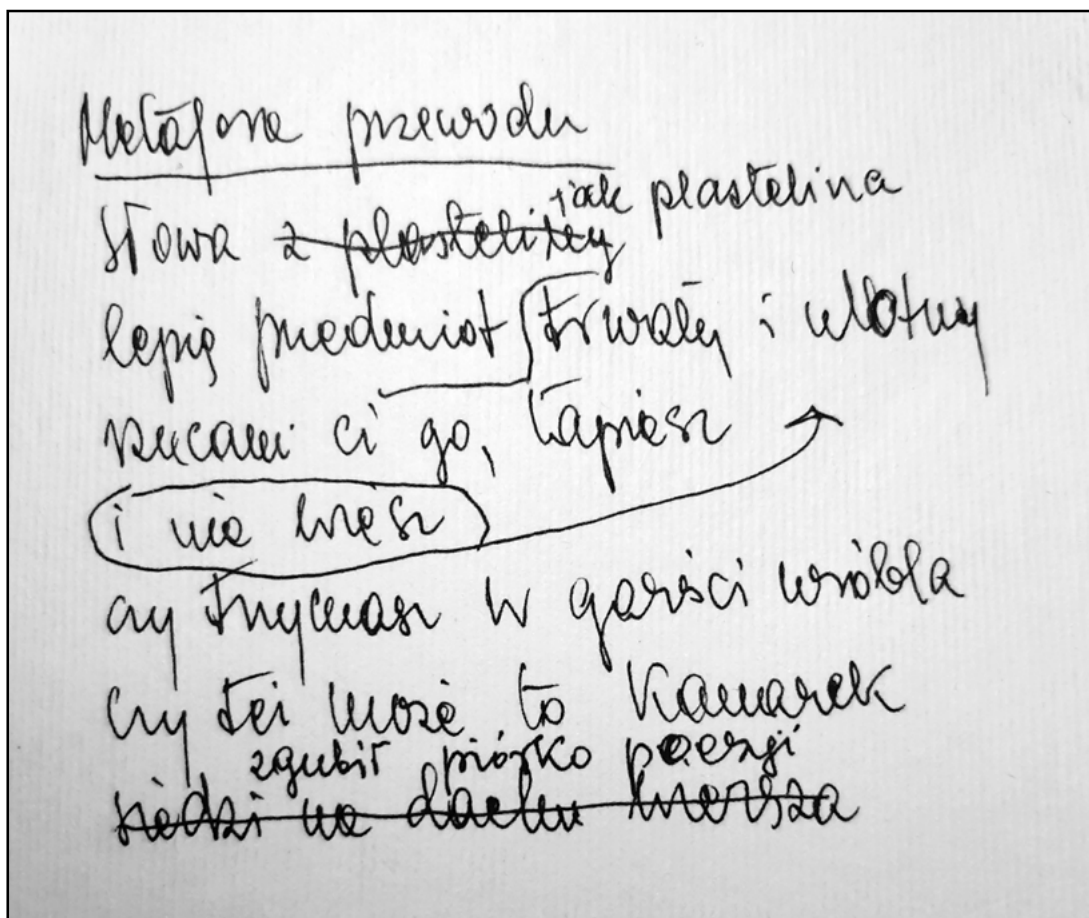 Metafora przewodu
Słowa z plasteliny jak plastelina
lepię przedmiot trwały i ulotny
rzucam ci go, łapiesz
i nie wiesz
czy trzymasz w garści wróbla
czy też może to kanarek
zgubił piórko poezji
siedzi na dachu wiersza